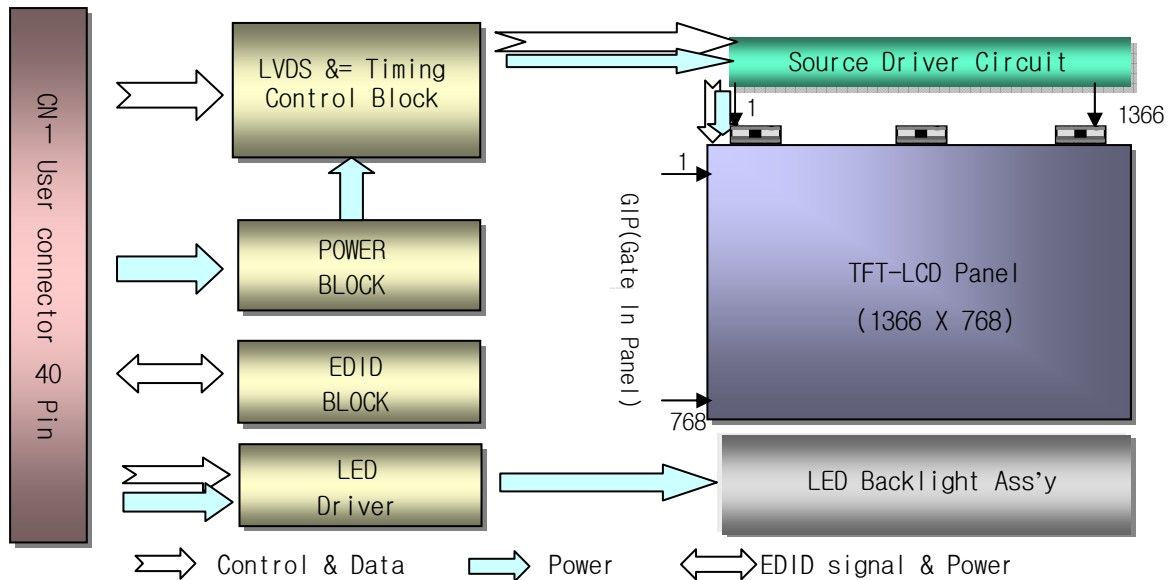 CN1- User connector 40 Pin
LVDS &= Timing
Control Block
POWER
BLOCK
EDID
BLOCK
LED
Driver
Source Driver Circuit
1
1366
1
GIP(Gate In Panel)
768
TFT-LCD Panel
(1366 X 768)
LED Backlight Ass'y
Control & Data
Power
EDID signal & Power